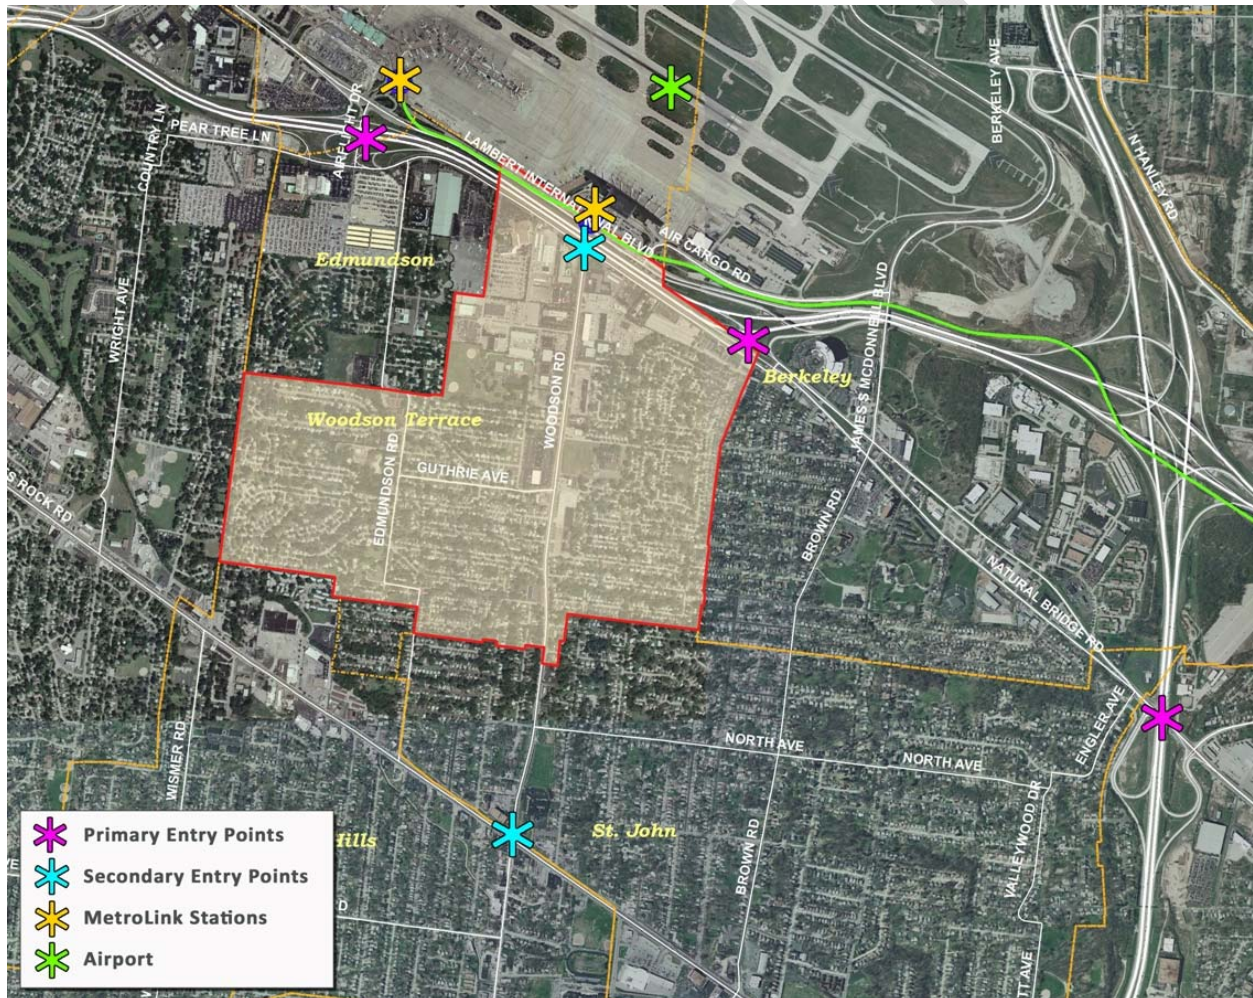 BERKELEY AVE
COUNTRY LN
PEAR TREE LN
N HANLEY RD
LAMBERT INTERNATIONAL BLVD
AIR CARGO RD
Edmundson
JAMES S MCDONNELL BLVD
WRIGHT AVE
WOODSON RD
Berkeley
Woodson Terrace
EDMUNDSON RD
GUTHRIE AVE
S ROCK RD
BROWN RD
NATURAL BRIDGE RD
ENGLER AVE
WISMER RD
NORTH AVE
NORTH AVE
VALLEYWOOD DR
St. John
Hills
BROWN RD
Primary Entry Points
Secondary Entry Points
MetroLink Stations
Airport
TT AVE